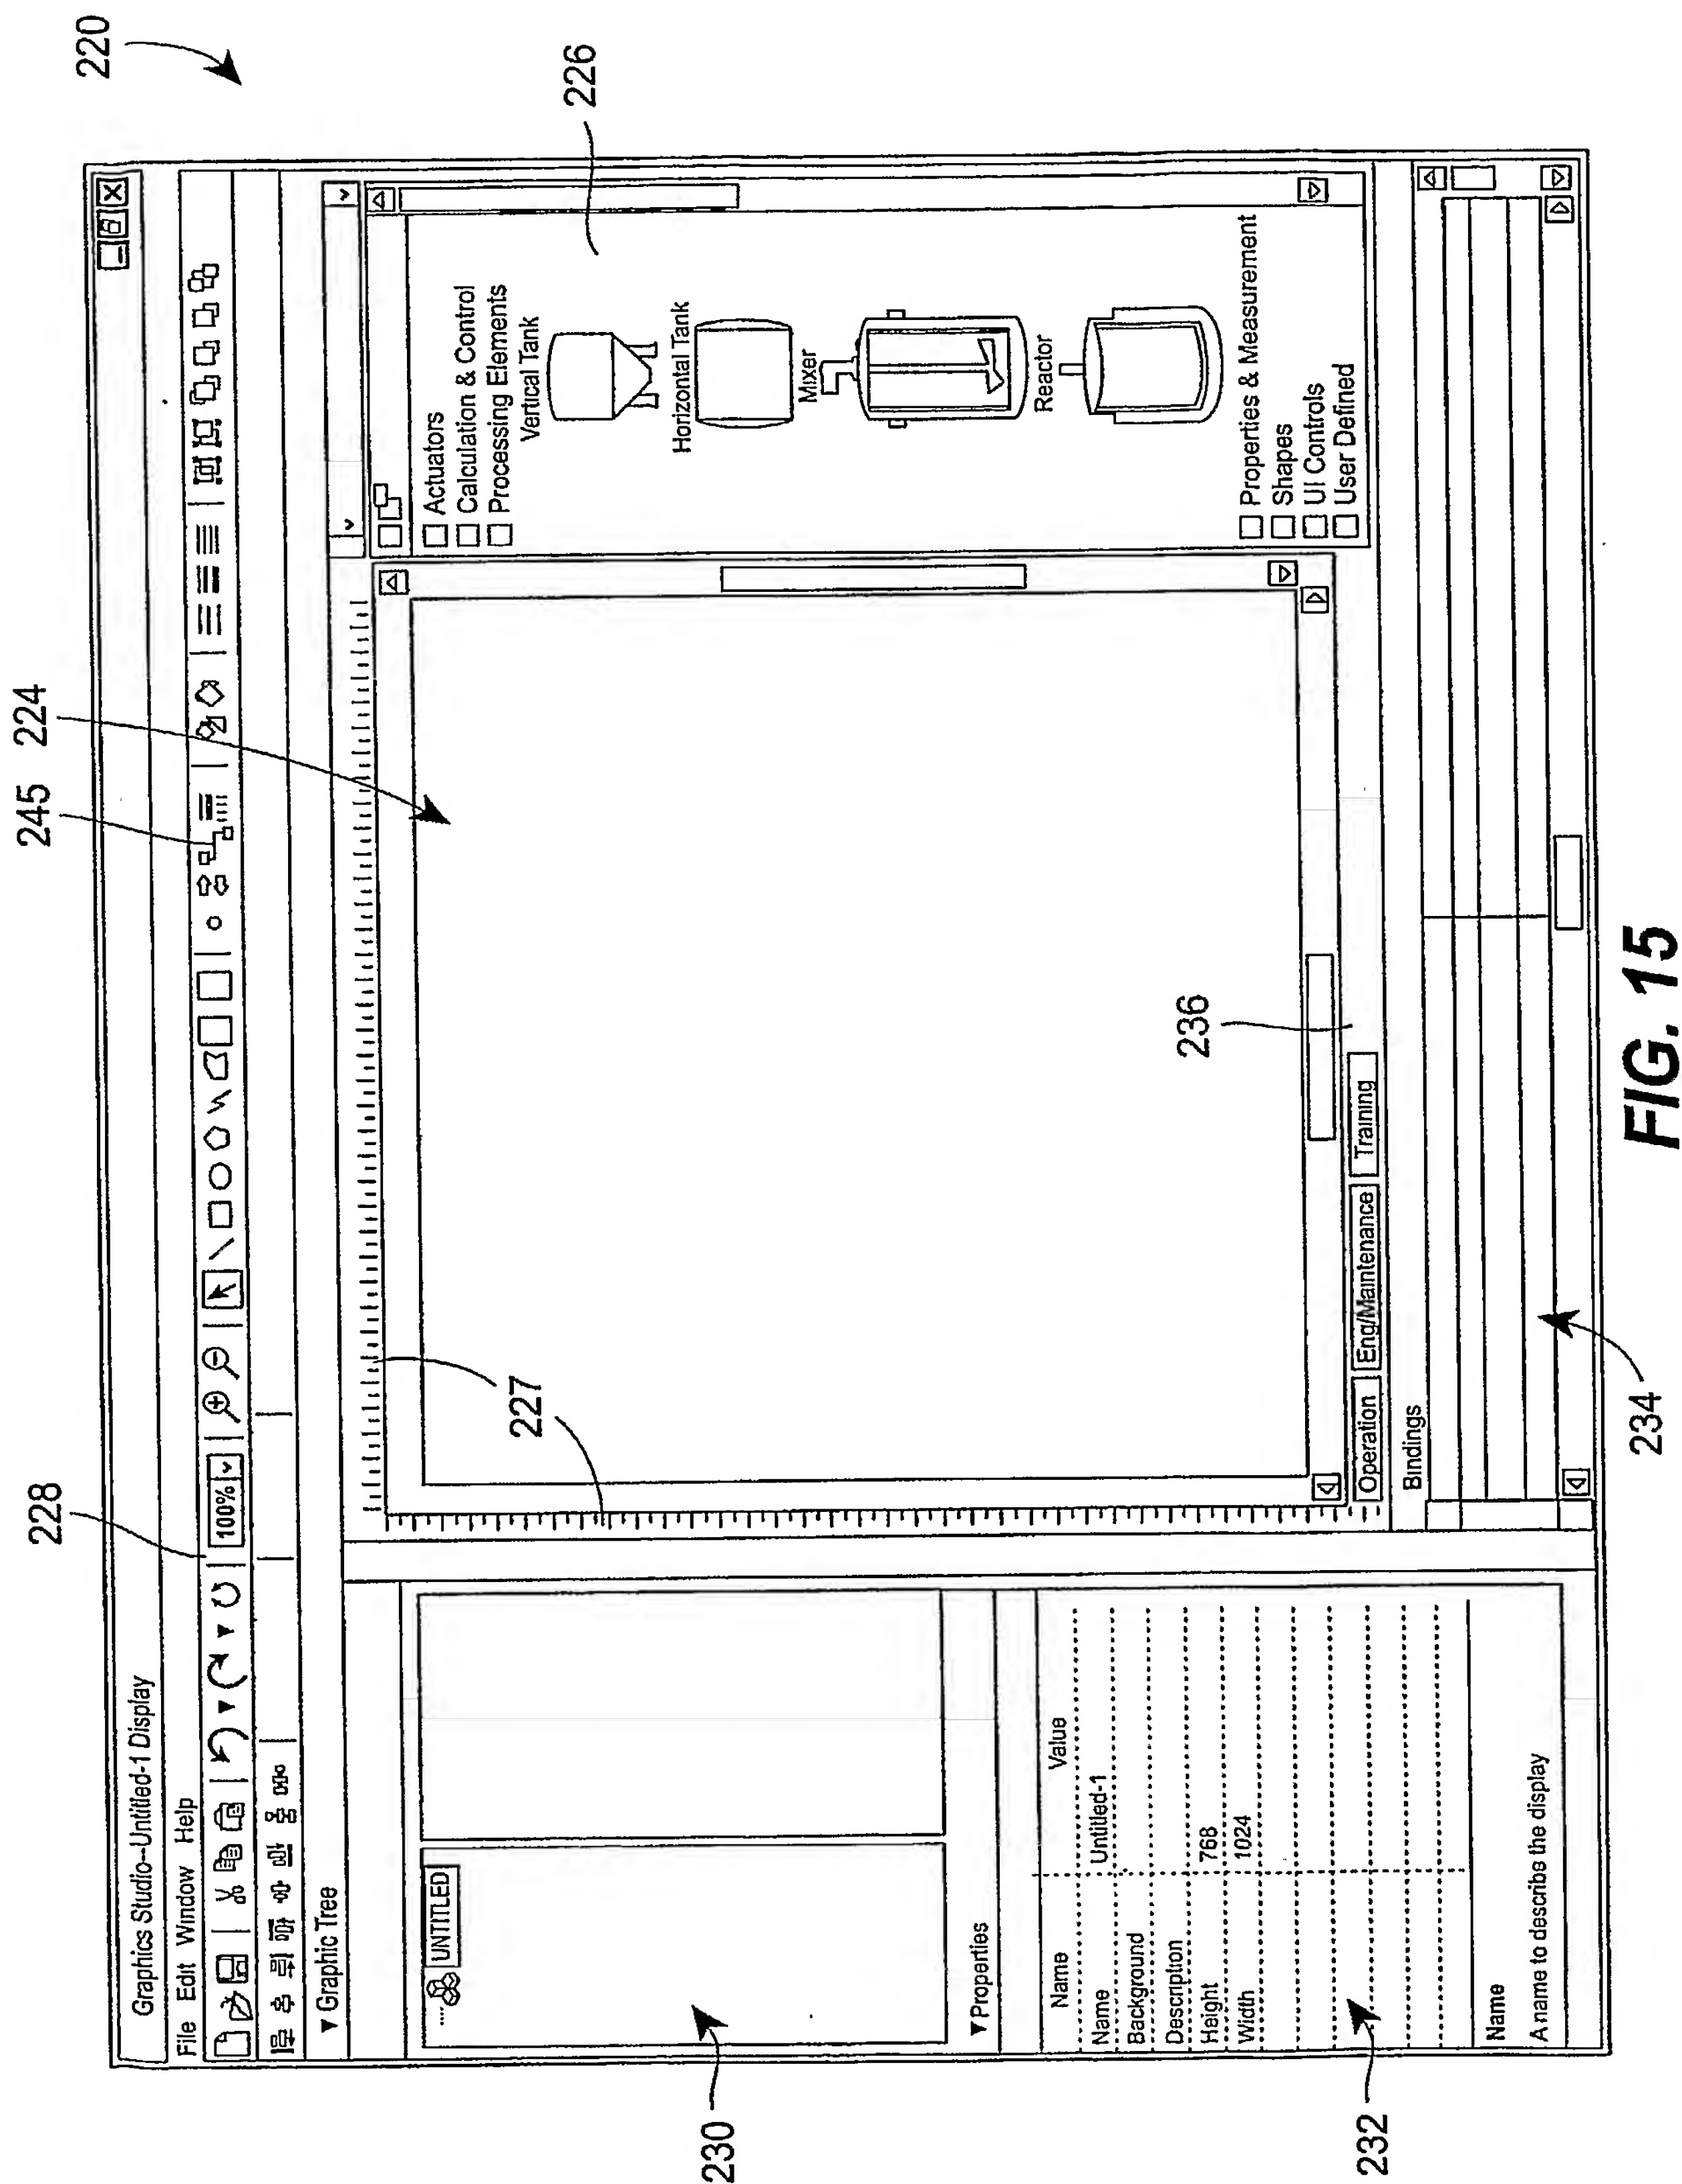 220
245
224
228
Graphics Studio--Untitled-1 Display
File Edit Window Help
100%
▾ Graphic Tree
UNTITLED
230
▾ Properties
Name Value
Name Untitled-1
Background
Description
Height 768
Width 1024
232
Name
A name to describe the display
227
Operation Eng/Maintenance Training
236
Bindings
234
Actuators
Calculation & Control
Processing Elements
Vertical Tank
Horizontal Tank
Mixer
Reactor
Properties & Measurement
Shapes
UI Controls
User Defined
226
FIG. 15